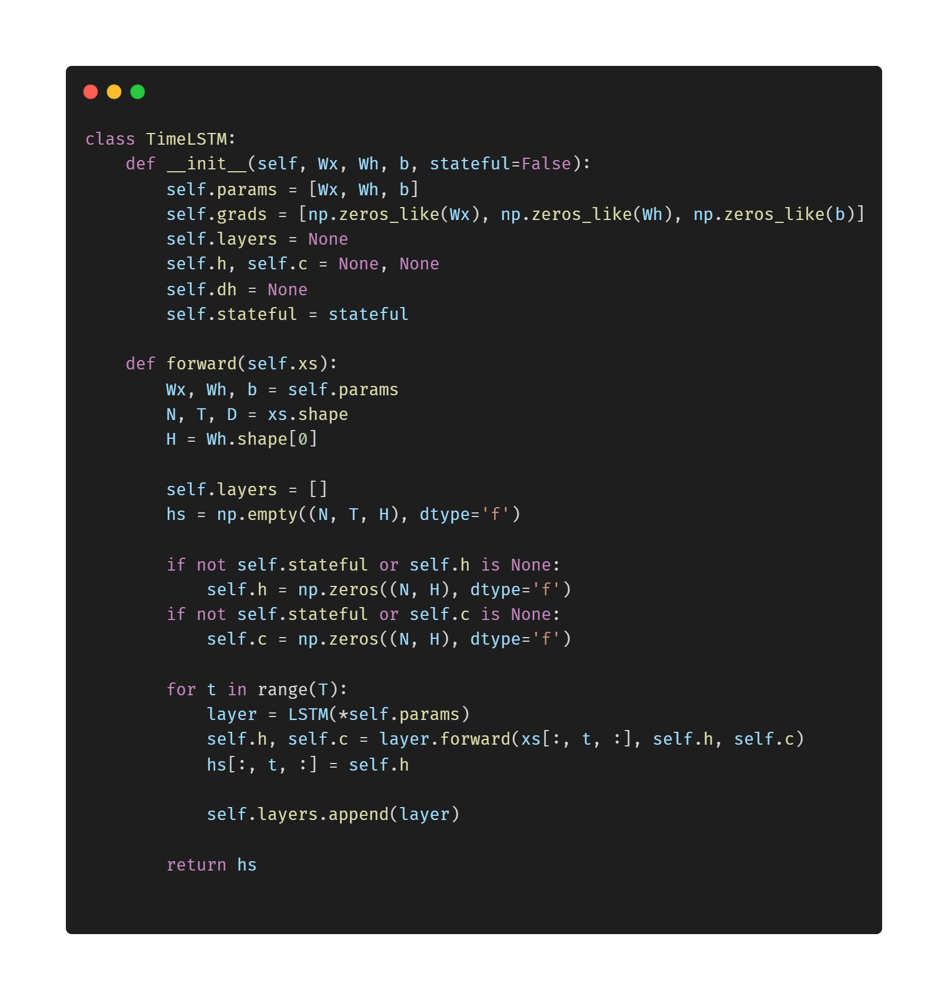 class TimeLSTM:
    def __init__(self, Wx, Wh, b, stateful=False):
        self.params = [Wx, Wh, b]
        self.grads = [np.zeros_like(Wx), np.zeros_like(Wh), np.zeros_like(b)]
        self.layers = None
        self.h, self.c = None, None
        self.dh = None
        self.stateful = stateful

    def forward(self.xs):
        Wx, Wh, b = self.params
        N, T, D = xs.shape
        H = Wh.shape[0]

        self.layers = []
        hs = np.empty((N, T, H), dtype='f')

        if not self.stateful or self.h is None:
            self.h = np.zeros((N, H), dtype='f')
        if not self.stateful or self.c is None:
            self.c = np.zeros((N, H), dtype='f')

        for t in range(T):
            layer = LSTM(*self.params)
            self.h, self.c = layer.forward(xs[:, t, :], self.h, self.c)
            hs[:, t, :] = self.h

            self.layers.append(layer)

        return hs